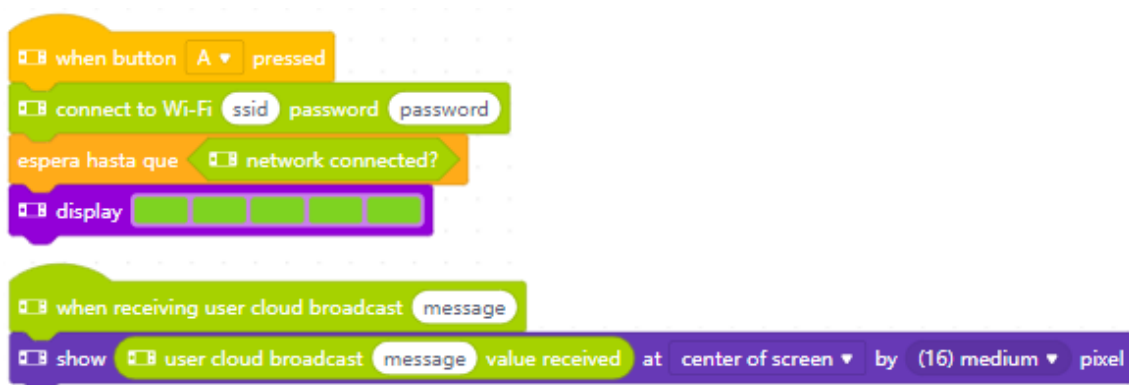 when button A pressed
connect to Wi-Fi ssid password password
espera hasta que network connected?
display
when receiving user cloud broadcast message
show user cloud broadcast message value received at center of screen by (16) medium pixel